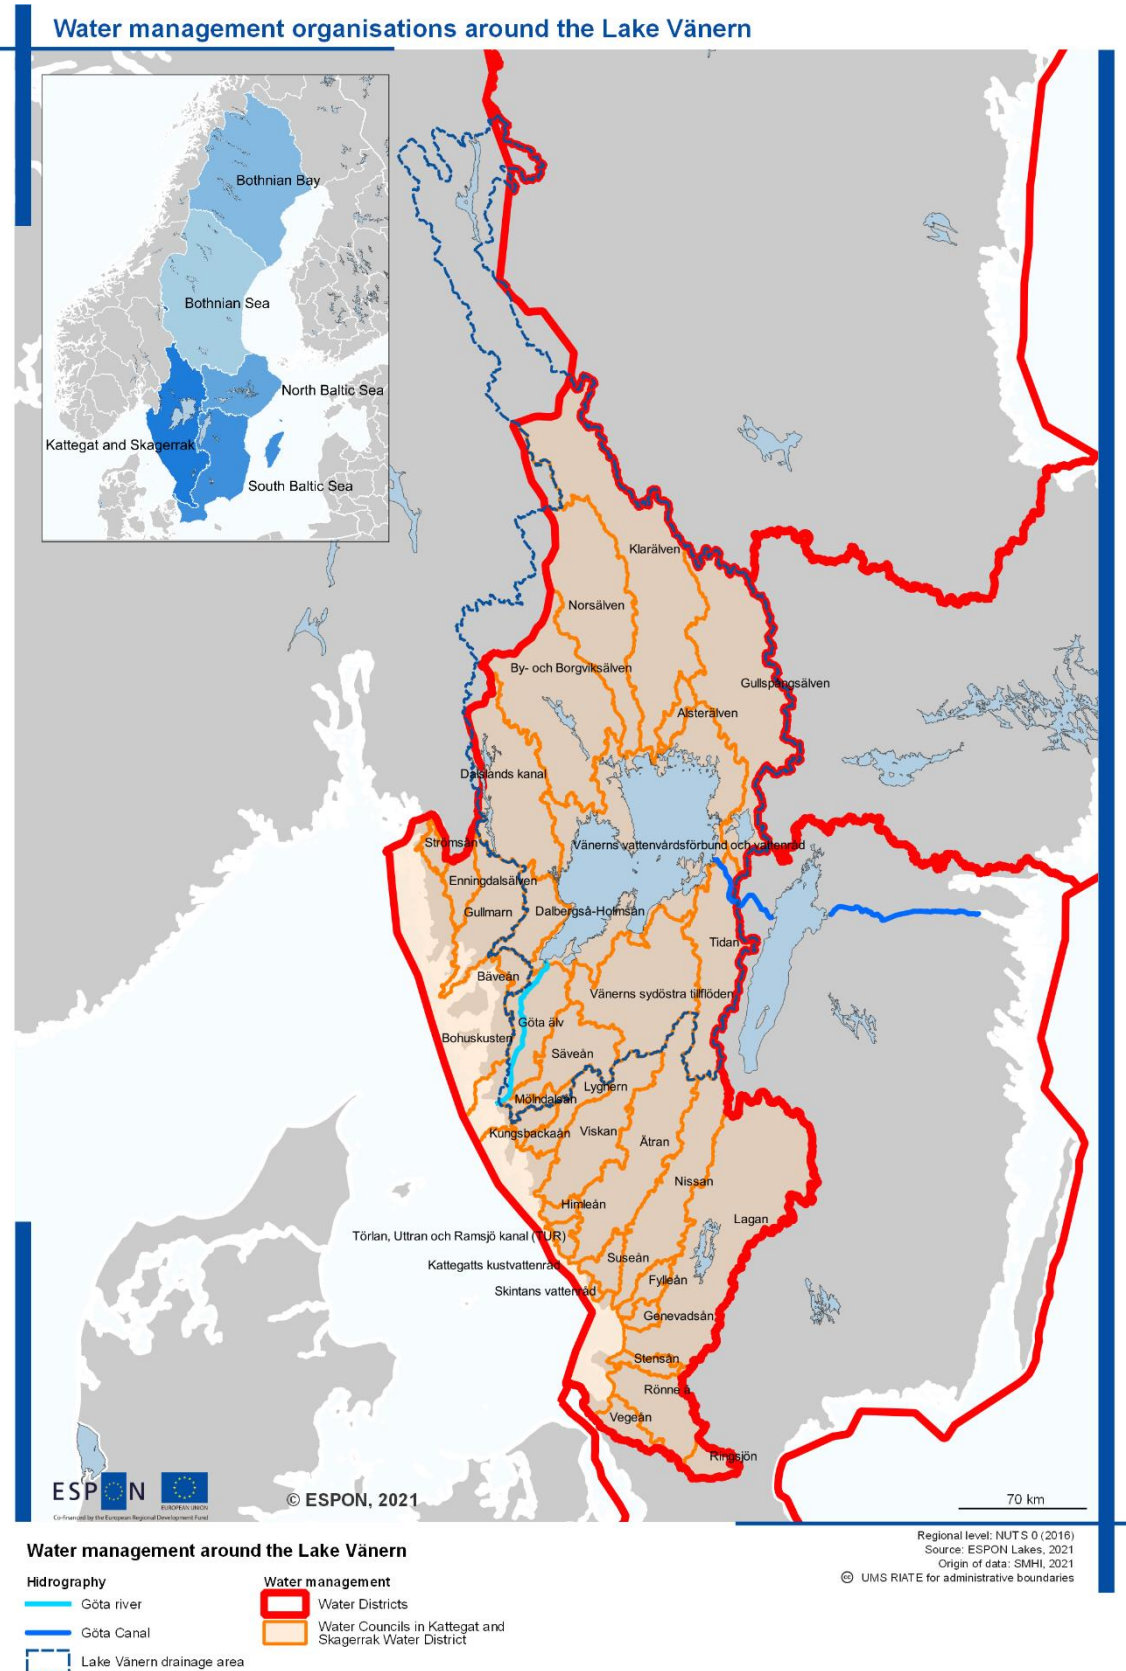 Water management organisations around the Lake Vänern
Bothnian Bay
Bothnian Sea
North Baltic Sea
Kattegat and Skagerrak
South Baltic Sea
Klarälven
Norsälven
By- och Borgviksälven
Gullspångsälven
Alsterälven
Dalslands kanal
Strömsån
Vänerns vattenvårdsförbund och vattenråd
Enningdalsälven
Gullmarn
Dalbergså-Holmsån
Tidan
Bäveån
Vänerns sydöstra tillflöden
Göta älv
Bohuskusten
Säveån
Lygnern
Mölndalsån
Kungsbackaån
Viskan
Ätran
Nissan
Himleån
Lagan
Törlan, Uttran och Ramsjö kanal (TUR)
Suseån
Kattegatts kustvattenråd
Fylleån
Skintans vattenråd
Genevadsån
Stensån
Rönne å
Vegeån
Ringsjön
ESPON
EUROPEAN UNION
Co-financed by the European Regional Development Fund
© ESPON, 2021
70 km
Regional level: NUTS 0 (2016)
Source: ESPON Lakes, 2021
Origin of data: SMHI, 2021
cc UMS RIATE for administrative boundaries
Water management around the Lake Vänern
Hidrography
Göta river
Göta Canal
Lake Vänern drainage area
Water management
Water Districts
Water Councils in Kattegat and
Skagerrak Water District